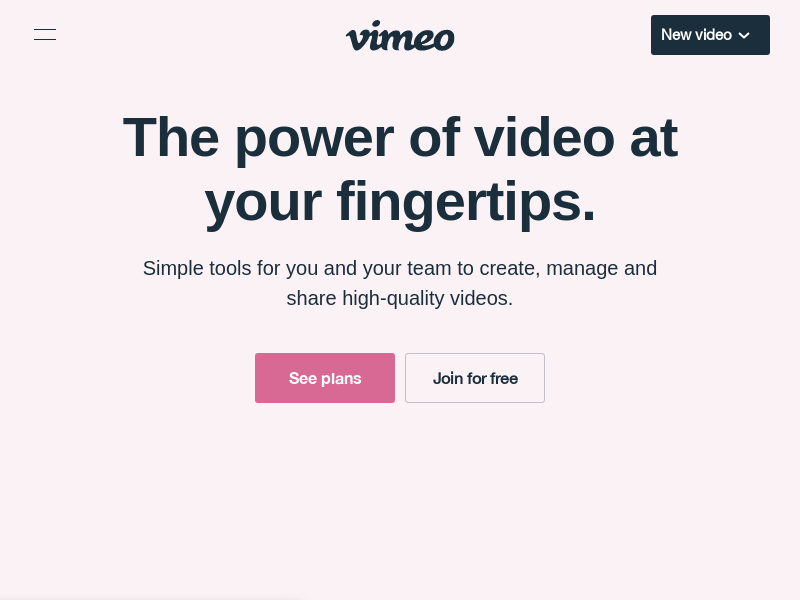 vimeo
New video
The power of video at
your fingertips.
Simple tools for you and your team to create, manage and
share high-quality videos.
See plans
Join for free